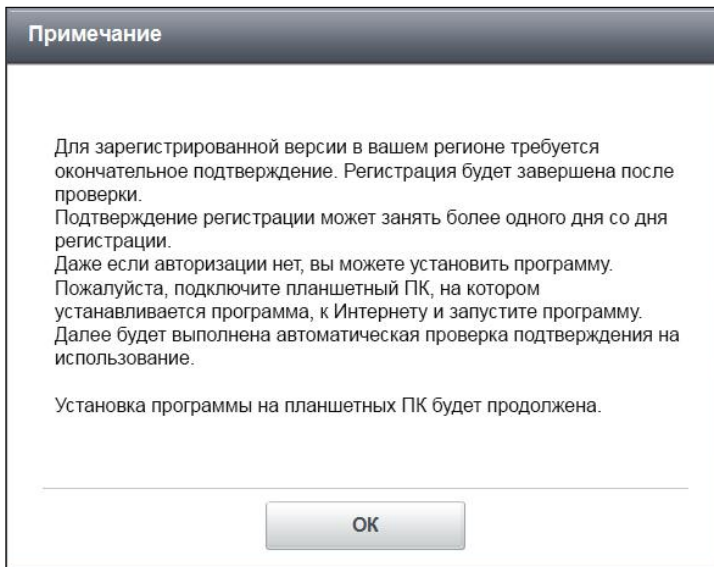 Примечание
Для зарегистрированной версии в вашем регионе требуется
окончательное подтверждение. Регистрация будет завершена после
проверки.
Подтверждение регистрации может занять более одного дня со дня
регистрации.
Даже если авторизации нет, вы можете установить программу.
Пожалуйста, подключите планшетный ПК, на котором
устанавливается программа, к Интернету и запустите программу.
Далее будет выполнена автоматическая проверка подтверждения на
использование.
Установка программы на планшетных ПК будет продолжена.
ОК